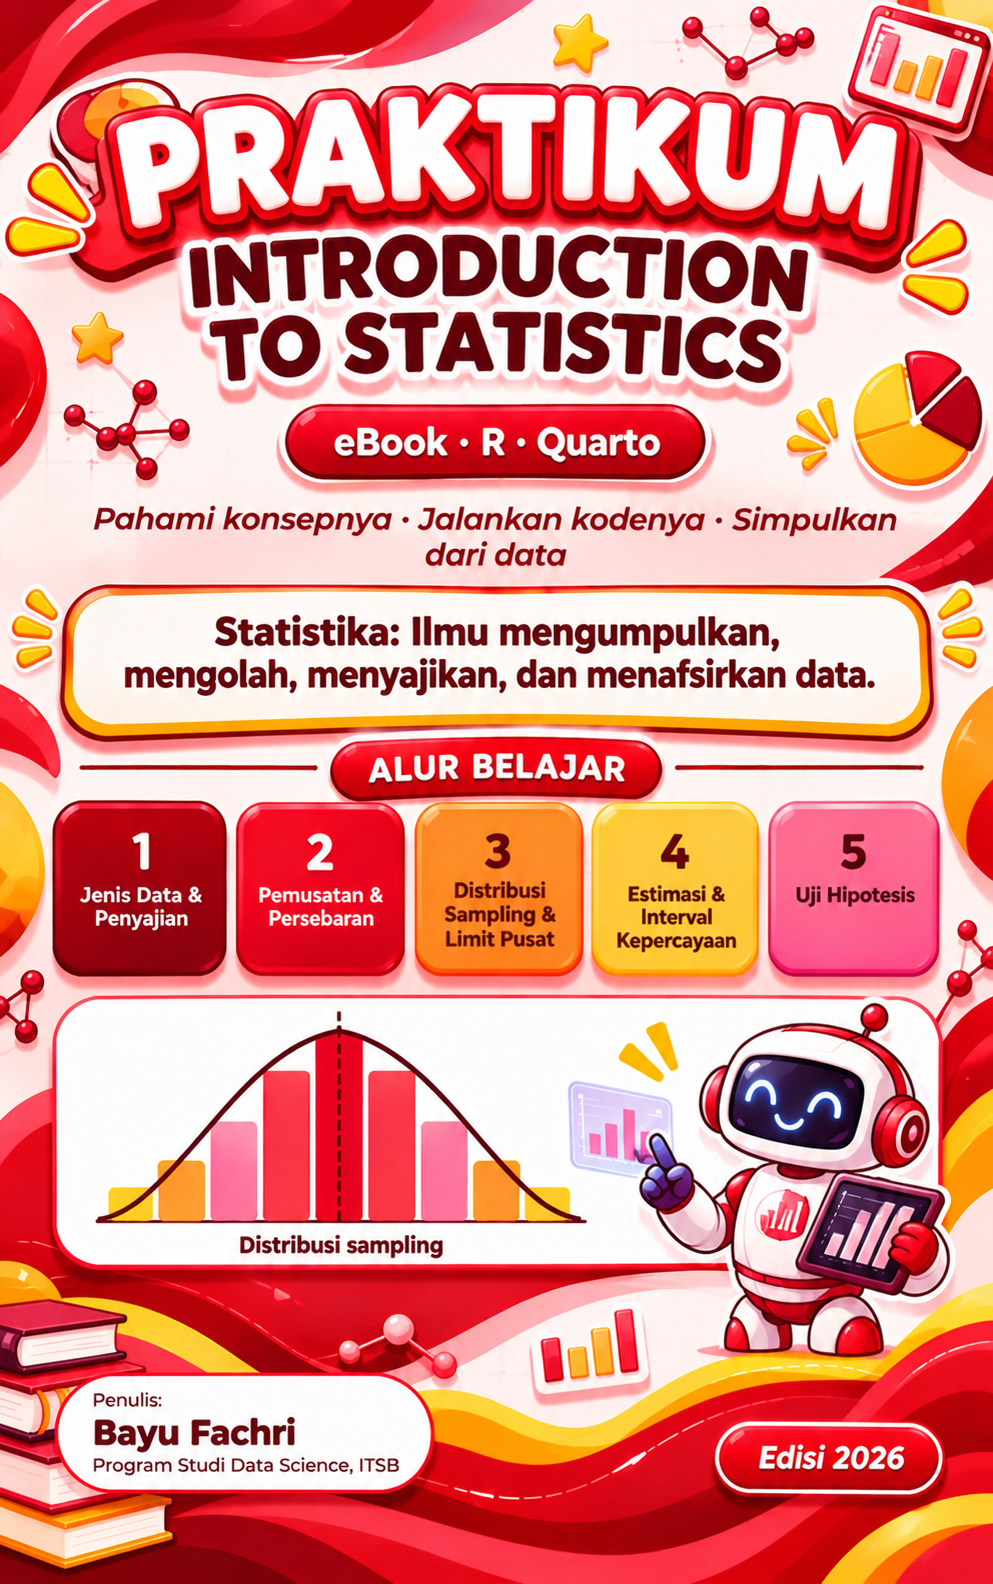 PRAKTIKUM
INTRODUCTION
TO STATISTICS
eBook · R · Quarto
Pahami konsepnya · Jalankan kodenya · Simpulkan
dari data
Statistika: Ilmu mengumpulkan,
mengolah, menyajikan, dan menafsirkan data.
ALUR BELAJAR
1
Jenis Data &
Penyajian
2
Pemusatan &
Persebaran
3
Distribusi
Sampling &
Limit Pusat
4
Estimasi &
Interval
Kepercayaan
5
Uji Hipotesis
Distribusi sampling
Penulis:
Bayu Fachri
Program Studi Data Science, ITSB
Edisi 2026